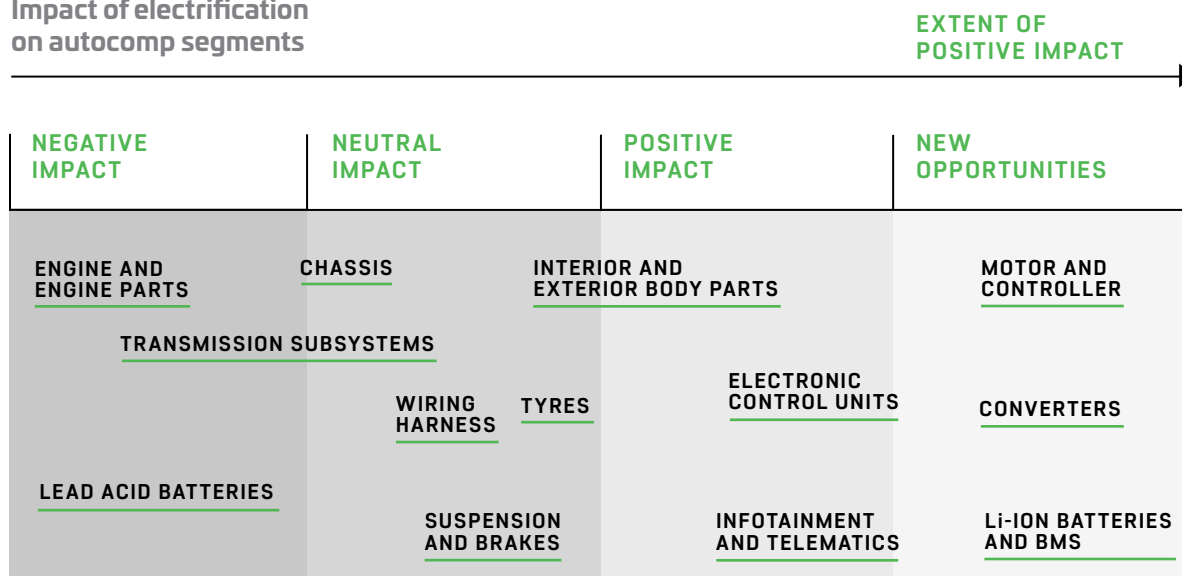 Impact of electrification
on autocomp segments
EXTENT OF
POSITIVE IMPACT
NEGATIVE
IMPACT
NEUTRAL
IMPACT
POSITIVE
IMPACT
NEW
OPPORTUNITIES
ENGINE AND
ENGINE PARTS
CHASSIS
INTERIOR AND
EXTERIOR BODY PARTS
MOTOR AND
CONTROLLER
TRANSMISSION SUBSYSTEMS
WIRING
HARNESS
TYRES
ELECTRONIC
CONTROL UNITS
CONVERTERS
LEAD ACID BATTERIES
SUSPENSION
AND BRAKES
INFOTAINMENT
AND TELEMATICS
Li-ION BATTERIES
AND BMS